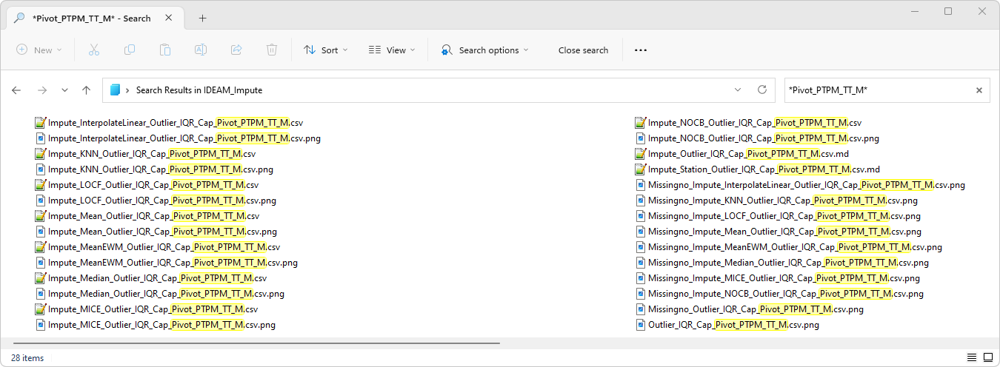 *Pivot_PTPM_TT_M* - Search
New
Sort
View
Search options
Close search
Search Results in IDEAM_Impute
*Pivot_PTPM_TT_M*
Impute_InterpolateLinear_Outlier_IQR_Cap_Pivot_PTPM_TT_M.csv
Impute_InterpolateLinear_Outlier_IQR_Cap_Pivot_PTPM_TT_M.csv.png
Impute_KNN_Outlier_IQR_Cap_Pivot_PTPM_TT_M.csv
Impute_KNN_Outlier_IQR_Cap_Pivot_PTPM_TT_M.csv.png
Impute_LOCF_Outlier_IQR_Cap_Pivot_PTPM_TT_M.csv
Impute_LOCF_Outlier_IQR_Cap_Pivot_PTPM_TT_M.csv.png
Impute_Mean_Outlier_IQR_Cap_Pivot_PTPM_TT_M.csv
Impute_Mean_Outlier_IQR_Cap_Pivot_PTPM_TT_M.csv.png
Impute_MeanEWM_Outlier_IQR_Cap_Pivot_PTPM_TT_M.csv
Impute_MeanEWM_Outlier_IQR_Cap_Pivot_PTPM_TT_M.csv.png
Impute_Median_Outlier_IQR_Cap_Pivot_PTPM_TT_M.csv
Impute_Median_Outlier_IQR_Cap_Pivot_PTPM_TT_M.csv.png
Impute_MICE_Outlier_IQR_Cap_Pivot_PTPM_TT_M.csv
Impute_MICE_Outlier_IQR_Cap_Pivot_PTPM_TT_M.csv.png
Impute_NOCB_Outlier_IQR_Cap_Pivot_PTPM_TT_M.csv
Impute_NOCB_Outlier_IQR_Cap_Pivot_PTPM_TT_M.csv.png
Impute_Outlier_IQR_Cap_Pivot_PTPM_TT_M.csv.md
Impute_Station_Outlier_IQR_Cap_Pivot_PTPM_TT_M.csv.md
Missingno_Impute_InterpolateLinear_Outlier_IQR_Cap_Pivot_PTPM_TT_M.csv.png
Missingno_Impute_KNN_Outlier_IQR_Cap_Pivot_PTPM_TT_M.csv.png
Missingno_Impute_LOCF_Outlier_IQR_Cap_Pivot_PTPM_TT_M.csv.png
Missingno_Impute_Mean_Outlier_IQR_Cap_Pivot_PTPM_TT_M.csv.png
Missingno_Impute_MeanEWM_Outlier_IQR_Cap_Pivot_PTPM_TT_M.csv.png
Missingno_Impute_Median_Outlier_IQR_Cap_Pivot_PTPM_TT_M.csv.png
Missingno_Impute_MICE_Outlier_IQR_Cap_Pivot_PTPM_TT_M.csv.png
Missingno_Impute_NOCB_Outlier_IQR_Cap_Pivot_PTPM_TT_M.csv.png
Missingno_Outlier_IQR_Cap_Pivot_PTPM_TT_M.csv.png
Outlier_IQR_Cap_Pivot_PTPM_TT_M.csv.png
28 items